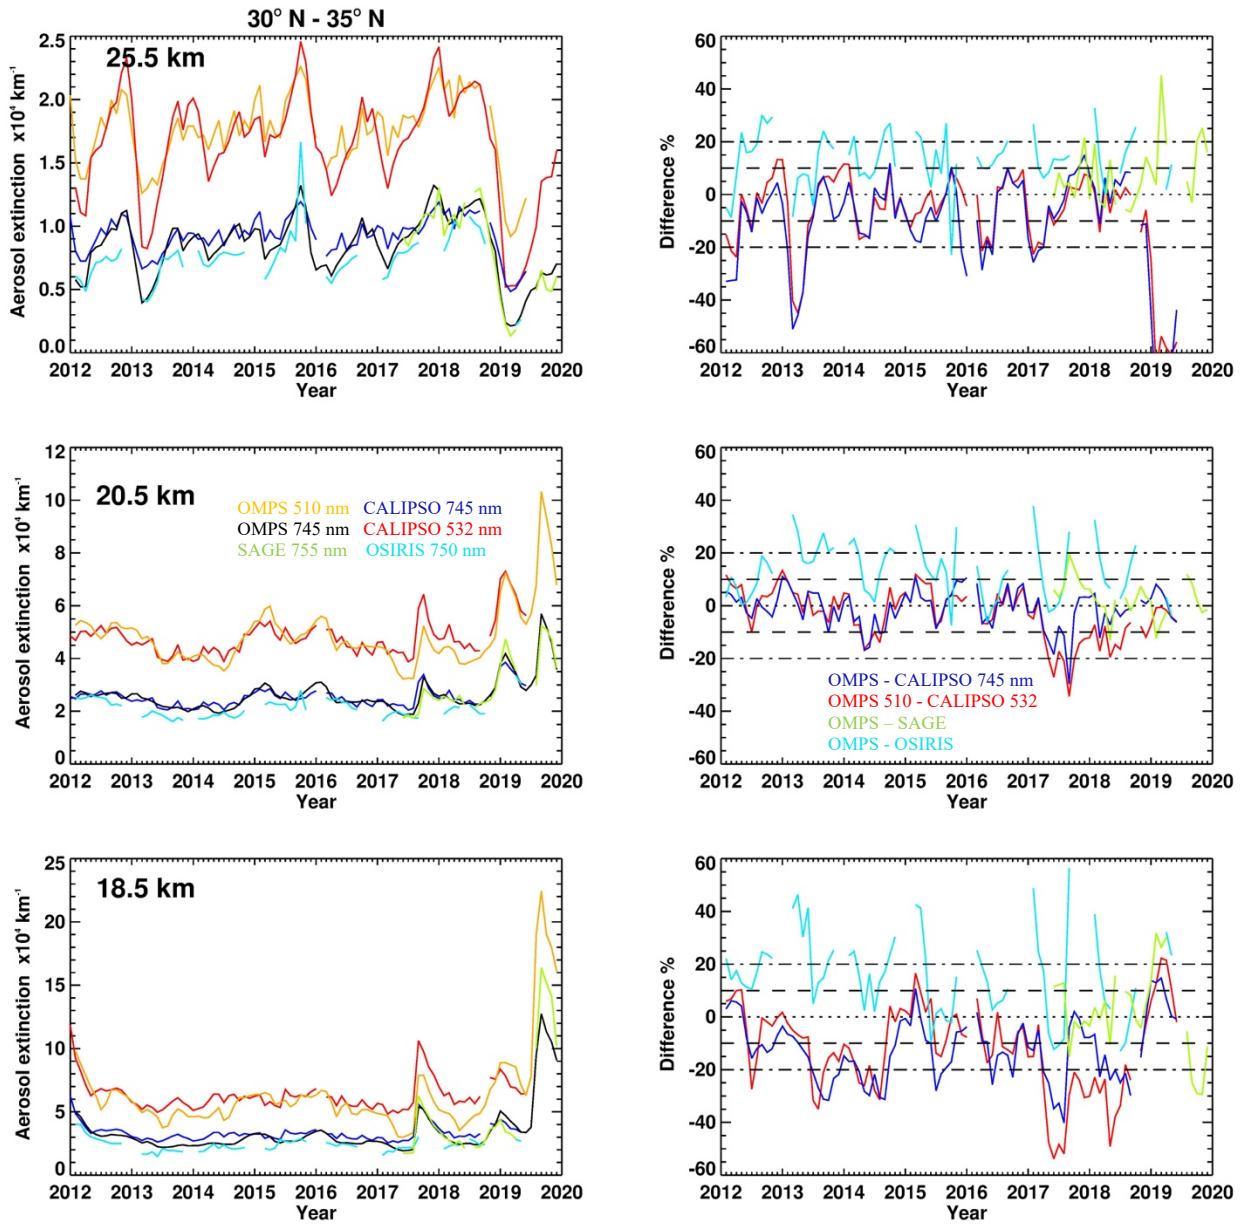 30° N - 35° N
25.5 km
Aerosol extinction x10⁴ km⁻¹
2.5
2.0
1.5
1.0
0.5
0.0
2012 2013 2014 2015 2016 2017 2018 2019 2020
Year
Difference %
60
40
20
0
-20
-40
-60
2012 2013 2014 2015 2016 2017 2018 2019 2020
Year
20.5 km
OMPS 510 nm CALIPSO 745 nm
OMPS 745 nm CALIPSO 532 nm
SAGE 755 nm OSIRIS 750 nm
Aerosol extinction x10⁴ km⁻¹
12
10
8
6
4
2
0
2012 2013 2014 2015 2016 2017 2018 2019 2020
Year
Difference %
60
40
20
0
-20
-40
-60
OMPS - CALIPSO 745 nm
OMPS 510 - CALIPSO 532
OMPS – SAGE
OMPS - OSIRIS
2012 2013 2014 2015 2016 2017 2018 2019 2020
Year
18.5 km
Aerosol extinction x10⁴ km⁻¹
25
20
15
10
5
0
2012 2013 2014 2015 2016 2017 2018 2019 2020
Year
Difference %
60
40
20
0
-20
-40
-60
2012 2013 2014 2015 2016 2017 2018 2019 2020
Year